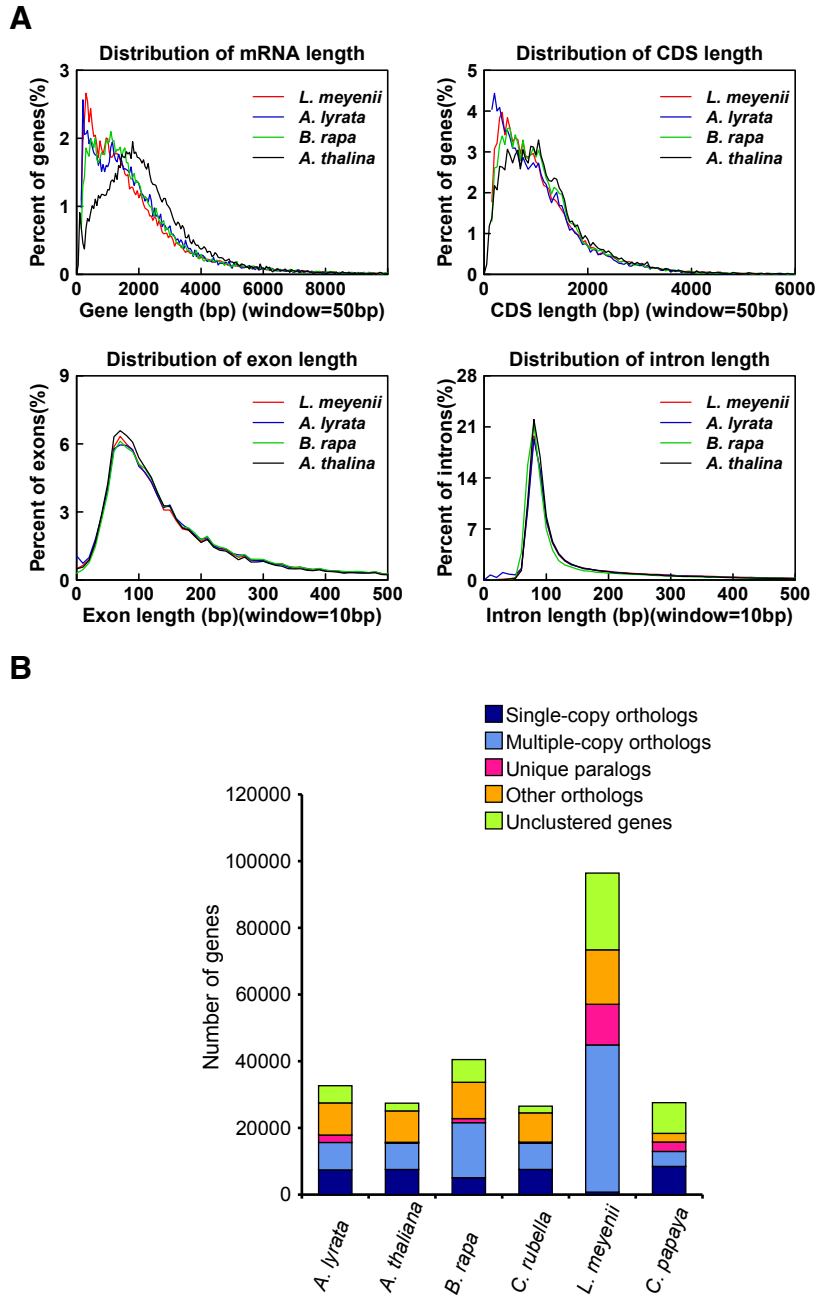 A
Distribution of mRNA length
Percent of genes(%)
3
2
1
0
0 2000 4000 6000 8000
Gene length (bp) (window=50bp)
L. meyenii
A. lyrata
B. rapa
A. thalina
Distribution of CDS length
Percent of genes(%)
5
4
3
2
1
0
0 2000 4000 6000
CDS length (bp) (window=50bp)
L. meyenii
A. lyrata
B. rapa
A. thalina
Distribution of exon length
Percent of exons(%)
9
6
3
0
0 100 200 300 400 500
Exon length (bp)(window=10bp)
L. meyenii
A. lyrata
B. rapa
A. thalina
Distribution of intron length
Percent of introns(%)
28
21
14
7
0
0 100 200 300 400 500
Intron length (bp)(window=10bp)
L. meyenii
A. lyrata
B. rapa
A. thalina
B
Single-copy orthologs
Multiple-copy orthologs
Unique paralogs
Other orthologs
Unclustered genes
Number of genes
120000
100000
80000
60000
40000
20000
0
A. lyrata
A. thaliana
B. rapa
C. rubella
L. meyenii
C. papaya